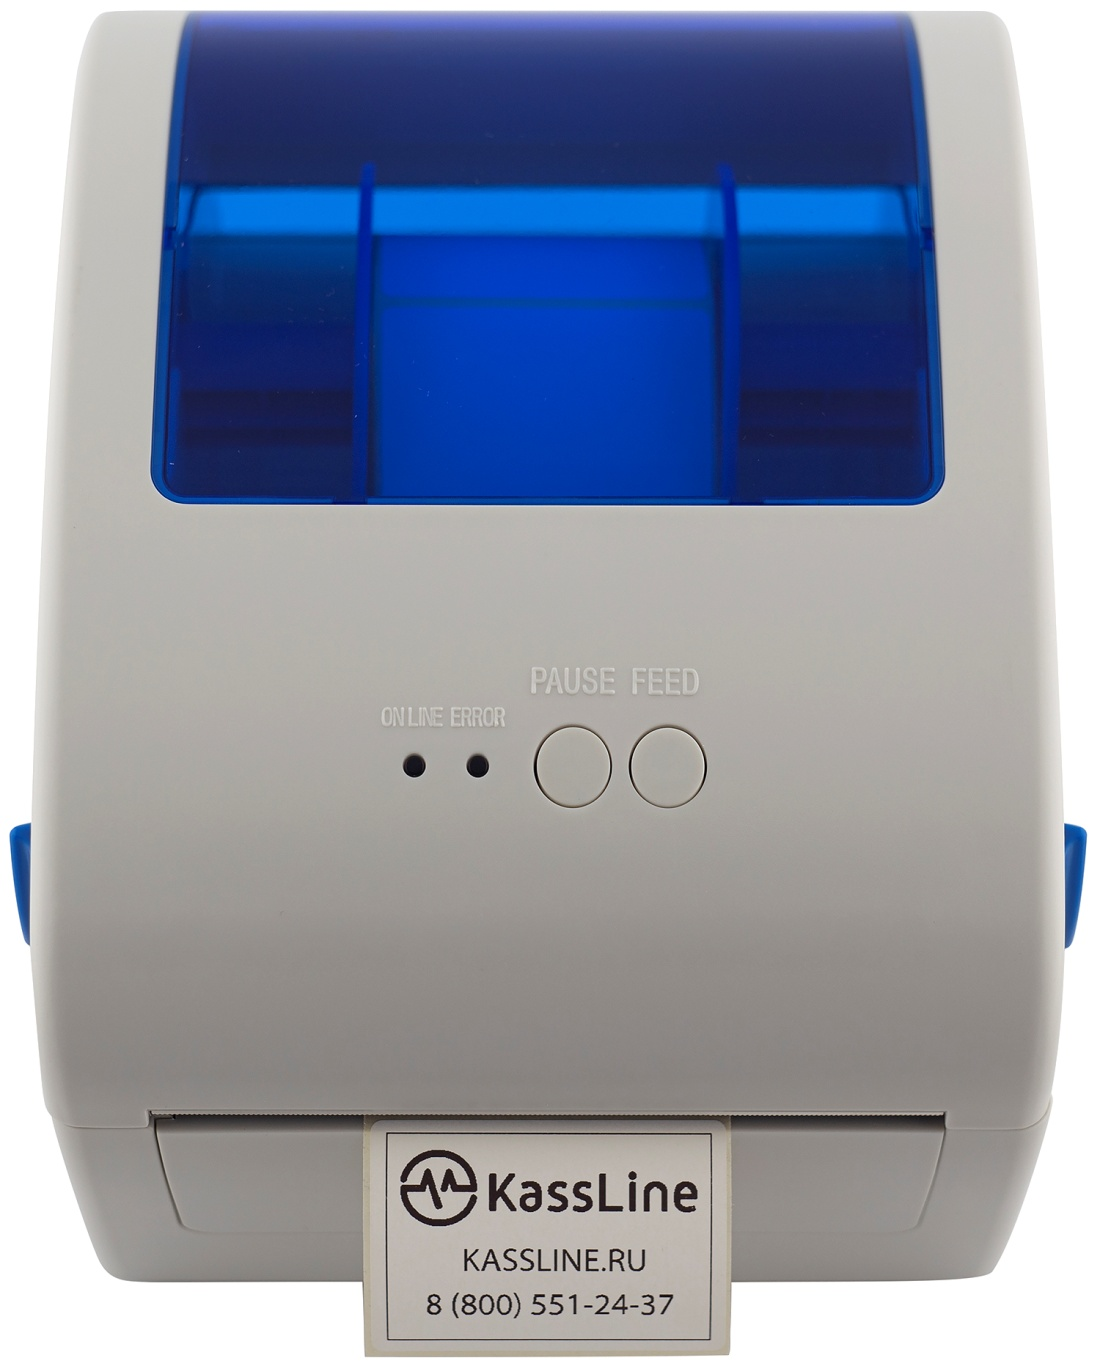 PAUSE FEED
ON LINE ERROR
KassLine
KASSLINE.RU
8 (800) 551-24-37